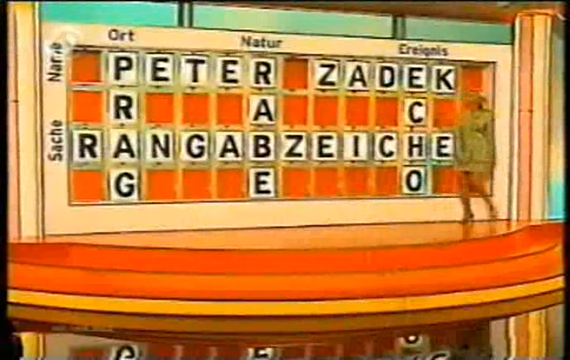 Ort Natur Ereignis
Name
PETER ZADEK
R A C
Sache
RANGABZEICHE
G E O